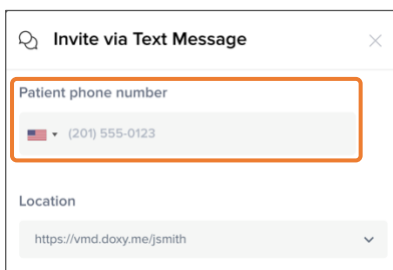 Invite via Text Message
Patient phone number
(201) 555-0123
Location
https://vmd.doxy.me/jsmith